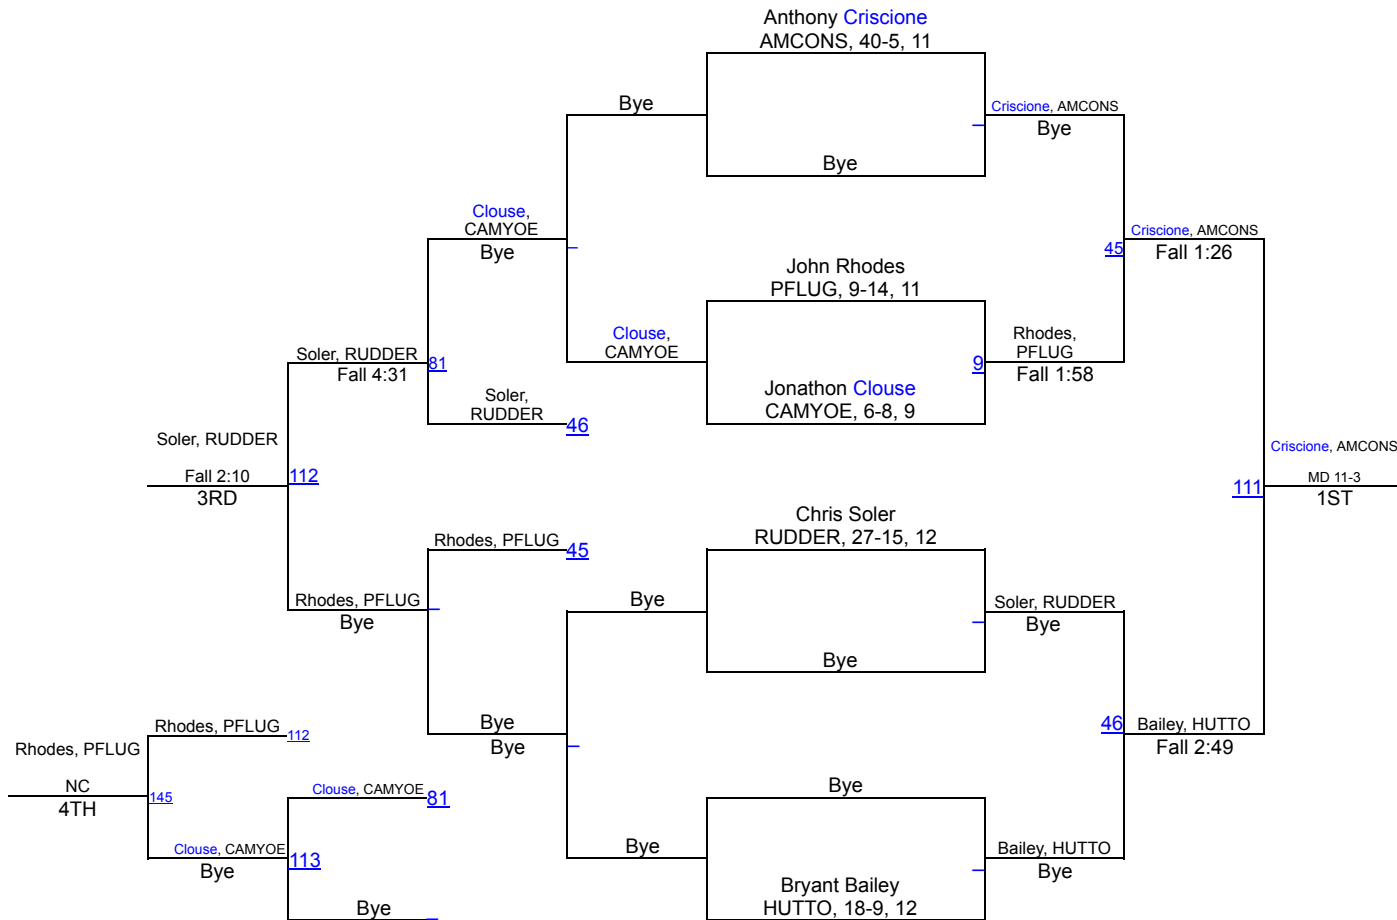 Anthony Criscione
AMCONS, 40-5, 11
Bye
Criscione, AMCONS
Bye
Bye
Clouse,
CAMYOE
Bye
Criscione, AMCONS
45
Fall 1:26
John Rhodes
PFLUG, 9-14, 11
Clouse,
CAMYOE
Rhodes,
PFLUG
9
Fall 1:58
Soler, RUDDER
81
Fall 4:31
Jonathon Clouse
CAMYOE, 6-8, 9
Soler,
RUDDER
46
Soler, RUDDER
Fall 2:10
112
3RD
Criscione, AMCONS
MD 11-3
111
1ST
Chris Soler
RUDDER, 27-15, 12
Rhodes, PFLUG
45
Rhodes, PFLUG
Bye
Bye
Soler, RUDDER
Bye
Bye
Bye
Bye
46
Bailey, HUTTO
Fall 2:49
Rhodes, PFLUG
112
Rhodes, PFLUG
NC
145
4TH
Clouse, CAMYOE
81
Bye
Clouse, CAMYOE
113
Bye
Bye
Bailey, HUTTO
Bye
Bryant Bailey
HUTTO, 18-9, 12
Bye